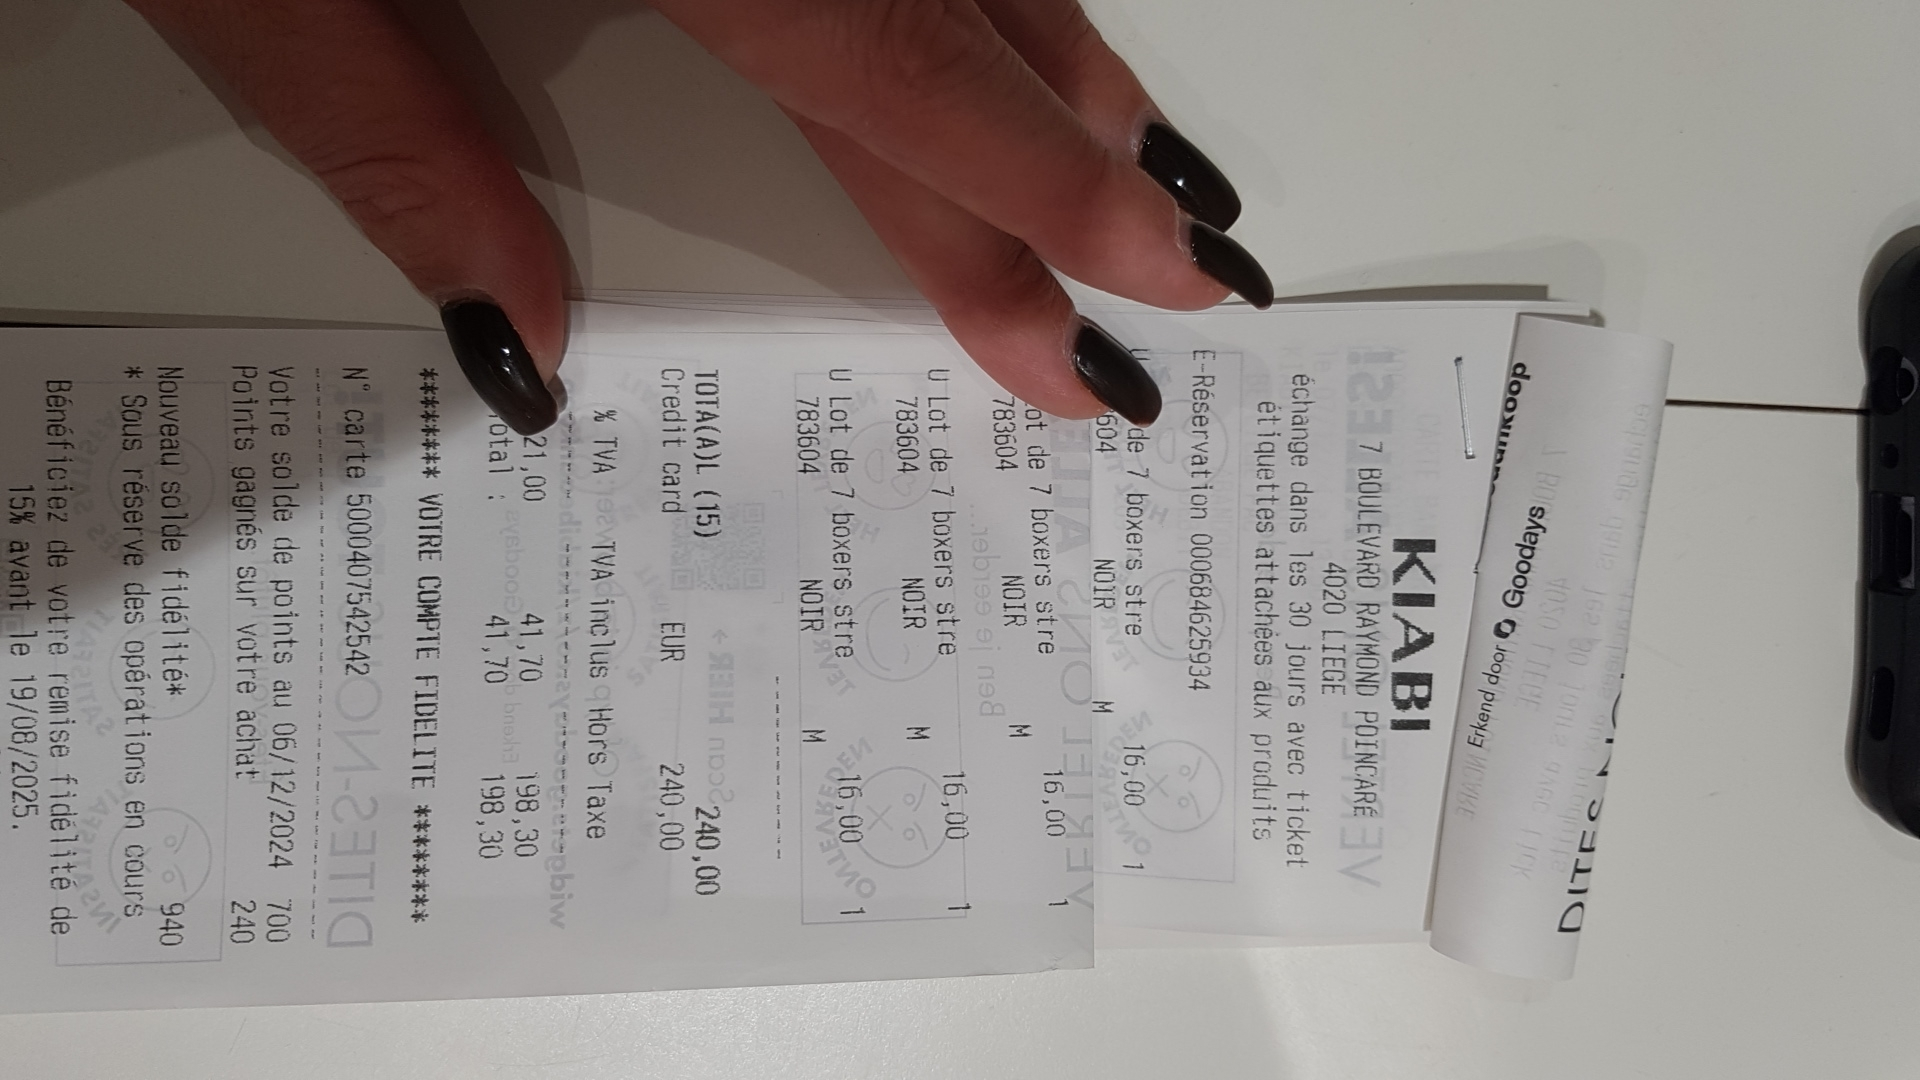 Goodays
Erkend door
KIABI
7 BOULEVARD RAYMOND POINCARÉ
4020 LIEGE
échange dans les 30 jours avec ticket
étiquettes attachées aux produits
E-Réservation 000684625934
de 7 boxers stre 16,00 1
604 NOIR M
ot de 7 boxers stre 16,00 1
783604 NOIR M
U Lot de 7 boxers stre 16,00 1
783604 NOIR M
U Lot de 7 boxers stre 16,00 1
783604 NOIR M
TOTA(A)L (15) 240,00
Credit card EUR 240,00
% TVA TVA inclus Hors Taxe
21,00 41,70 198,30
Total : 41,70 198,30
******* VOTRE COMPTE FIDELITE *******
N° carte 5000407542542
Votre solde de points au 06/12/2024 700
Points gagnés sur votre achat 240
Nouveau solde fidélité* 940
* Sous réserve des opérations en cours
Bénéficiez de votre remise fidélité de
15% avant le 19/08/2025.